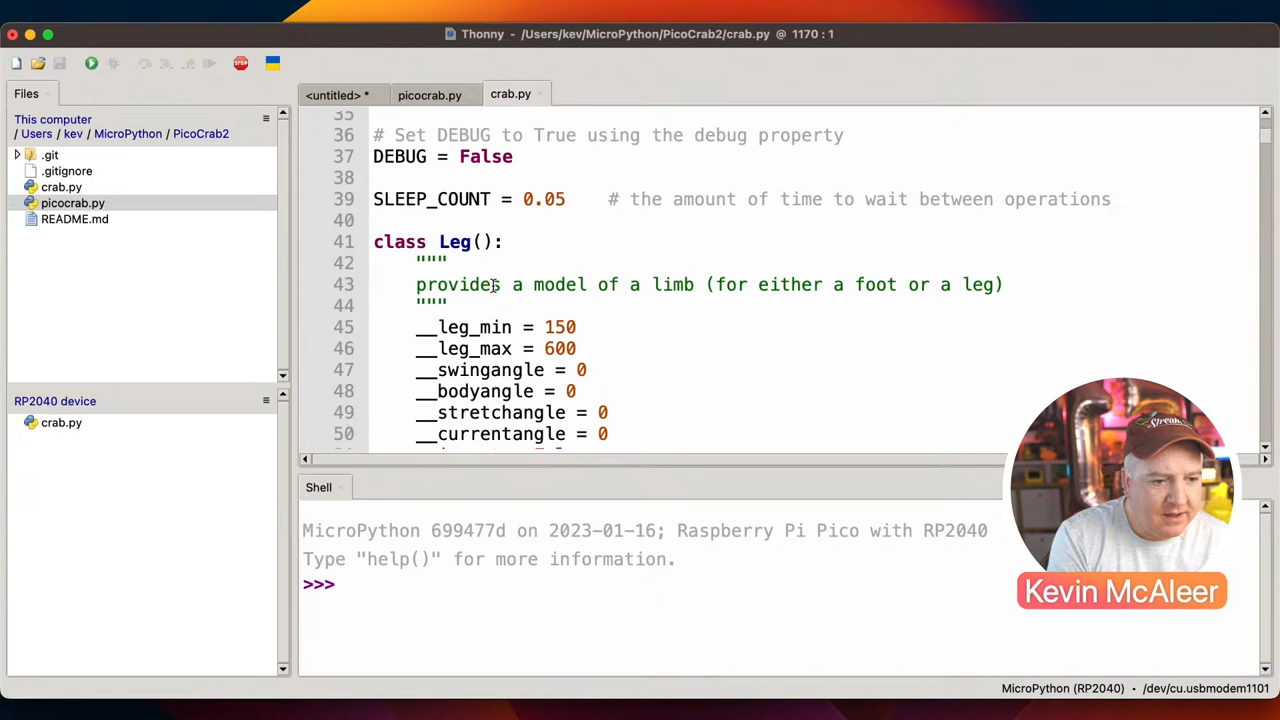 Thonny - /Users/kev/MicroPython/PicoCrab2/crab.py @ 1170 : 1
Files
This computer
/ Users / kev / MicroPython / PicoCrab2
.git
.gitignore
crab.py
picocrab.py
README.md
RP2040 device
crab.py
<untitled> *
picocrab.py
crab.py
35
36 # Set DEBUG to True using the debug property
37 DEBUG = False
38
39 SLEEP_COUNT = 0.05 # the amount of time to wait between operations
40
41 class Leg():
42 """
43 provides a model of a limb (for either a foot or a leg)
44 """
45 __leg_min = 150
46 __leg_max = 600
47 __swingangle = 0
48 __bodyangle = 0
49 __stretchangle = 0
50 __currentangle = 0
Shell
MicroPython 699477d on 2023-01-16; Raspberry Pi Pico with RP2040
Type "help()" for more information.
>>>
Kevin McAleer
MicroPython (RP2040) • /dev/cu.usbmodem1101